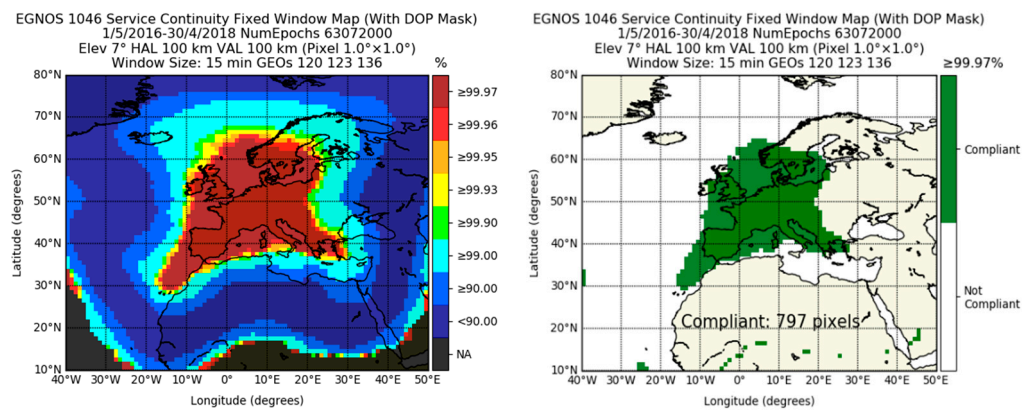 EGNOS 1046 Service Continuity Fixed Window Map (With DOP Mask)
1/5/2016-30/4/2018 NumEpochs 63072000
Elev 7° HAL 100 km VAL 100 km (Pixel 1.0°×1.0°)
Window Size: 15 min GEOs 120 123 136
%
80°N
70°N
60°N
50°N
40°N
30°N
20°N
10°N
Latitude (degrees)
40°W
30°W
20°W
10°W
0°
10°E
20°E
30°E
40°E
50°E
Longitude (degrees)
≥99.97
≥99.96
≥99.95
≥99.93
≥99.90
≥99.00
≥90.00
<90.00
NA
EGNOS 1046 Service Continuity Fixed Window Map (With DOP Mask)
1/5/2016-30/4/2018 NumEpochs 63072000
Elev 7° HAL 100 km VAL 100 km (Pixel 1.0°×1.0°)
Window Size: 15 min GEOs 120 123 136
≥99.97%
80°N
70°N
60°N
50°N
40°N
30°N
20°N
10°N
Latitude (degrees)
Compliant: 797 pixels
40°W
30°W
20°W
10°W
0°
10°E
20°E
30°E
40°E
50°E
Longitude (degrees)
Compliant
Not
Compliant